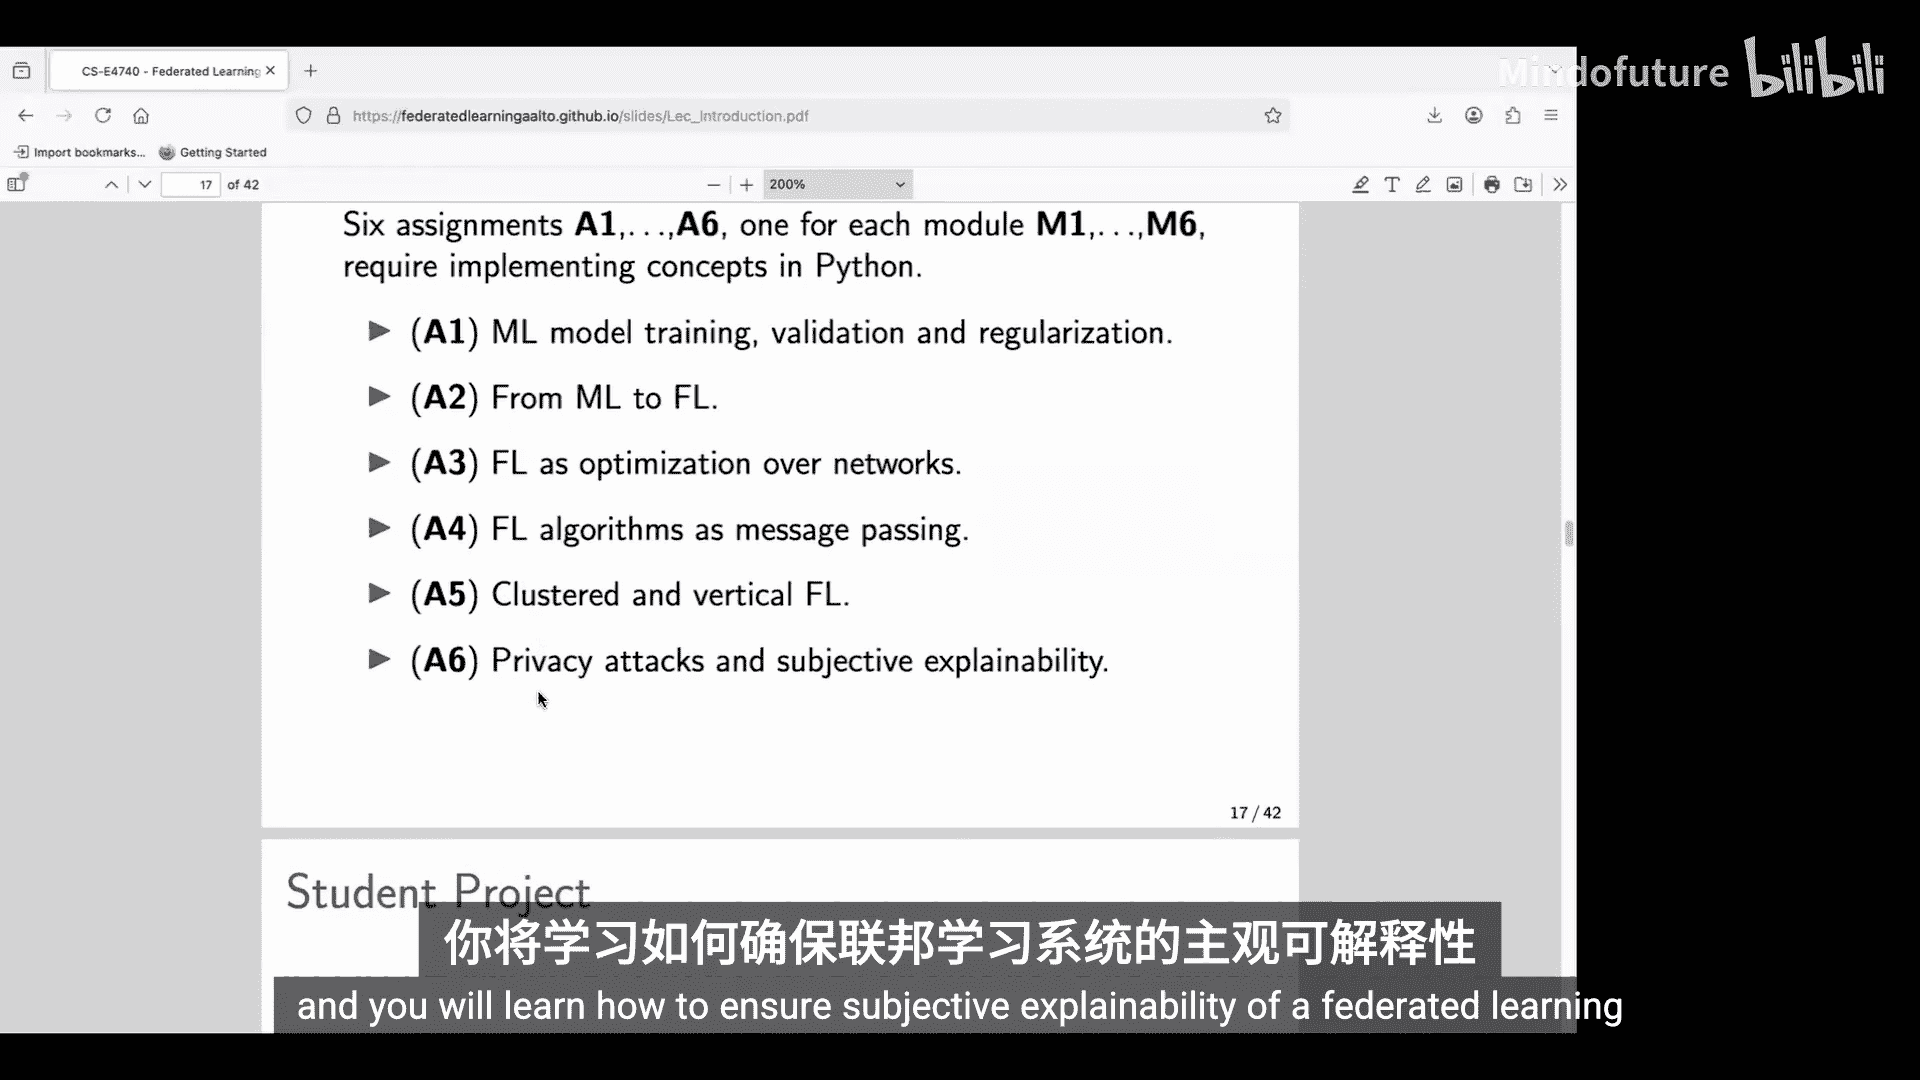 Mindofuture bilibili
CS-E4740 - Federated Learning
https://federatedlearningaalto.github.io/slides/Lec_Introduction.pdf
Import bookmarks... Getting Started
17 of 42 200%
Six assignments A1,...,A6, one for each module M1,...,M6,
require implementing concepts in Python.
(A1) ML model training, validation and regularization.
(A2) From ML to FL.
(A3) FL as optimization over networks.
(A4) FL algorithms as message passing.
(A5) Clustered and vertical FL.
(A6) Privacy attacks and subjective explainability.
17 / 42
Student Project
你将学习如何确保联邦学习系统的主观可解释性
and you will learn how to ensure subjective explainability of a federated learning